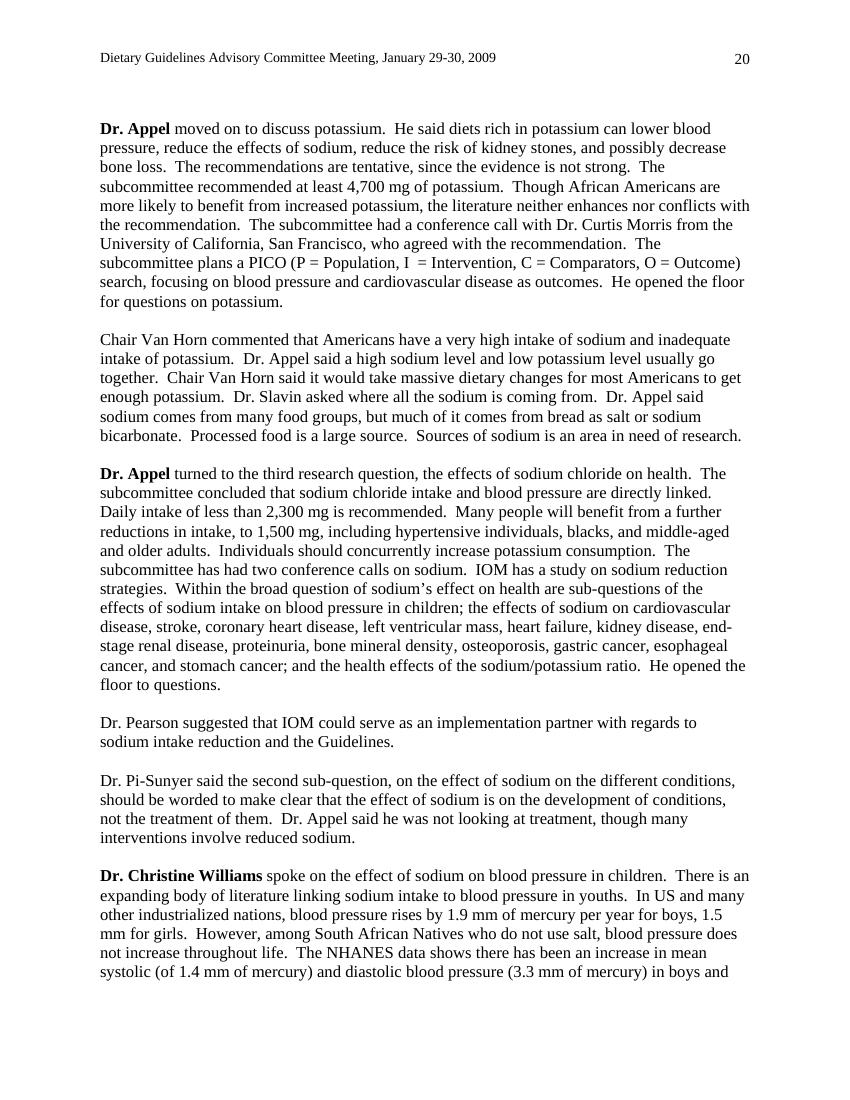 Dietary Guidelines Advisory Committee Meeting, January 29-30, 2009 20
Dr. Appel moved on to discuss potassium.  He said diets rich in potassium can lower blood
pressure, reduce the effects of sodium, reduce the risk of kidney stones, and possibly decrease
bone loss.  The recommendations are tentative, since the evidence is not strong.  The
subcommittee recommended at least 4,700 mg of potassium.  Though African Americans are
more likely to benefit from increased potassium, the literature neither enhances nor conflicts with
the recommendation.  The subcommittee had a conference call with Dr. Curtis Morris from the
University of California, San Francisco, who agreed with the recommendation.  The
subcommittee plans a PICO (P = Population, I  = Intervention, C = Comparators, O = Outcome)
search, focusing on blood pressure and cardiovascular disease as outcomes.  He opened the floor
for questions on potassium.
Chair Van Horn commented that Americans have a very high intake of sodium and inadequate
intake of potassium.  Dr. Appel said a high sodium level and low potassium level usually go
together.  Chair Van Horn said it would take massive dietary changes for most Americans to get
enough potassium.  Dr. Slavin asked where all the sodium is coming from.  Dr. Appel said
sodium comes from many food groups, but much of it comes from bread as salt or sodium
bicarbonate.  Processed food is a large source.  Sources of sodium is an area in need of research.
Dr. Appel turned to the third research question, the effects of sodium chloride on health.  The
subcommittee concluded that sodium chloride intake and blood pressure are directly linked.
Daily intake of less than 2,300 mg is recommended.  Many people will benefit from a further
reductions in intake, to 1,500 mg, including hypertensive individuals, blacks, and middle-aged
and older adults.  Individuals should concurrently increase potassium consumption.  The
subcommittee has had two conference calls on sodium.  IOM has a study on sodium reduction
strategies.  Within the broad question of sodium's effect on health are sub-questions of the
effects of sodium intake on blood pressure in children; the effects of sodium on cardiovascular
disease, stroke, coronary heart disease, left ventricular mass, heart failure, kidney disease, end-
stage renal disease, proteinuria, bone mineral density, osteoporosis, gastric cancer, esophageal
cancer, and stomach cancer; and the health effects of the sodium/potassium ratio.  He opened the
floor to questions.
Dr. Pearson suggested that IOM could serve as an implementation partner with regards to
sodium intake reduction and the Guidelines.
Dr. Pi-Sunyer said the second sub-question, on the effect of sodium on the different conditions,
should be worded to make clear that the effect of sodium is on the development of conditions,
not the treatment of them.  Dr. Appel said he was not looking at treatment, though many
interventions involve reduced sodium.
Dr. Christine Williams spoke on the effect of sodium on blood pressure in children.  There is an
expanding body of literature linking sodium intake to blood pressure in youths.  In US and many
other industrialized nations, blood pressure rises by 1.9 mm of mercury per year for boys, 1.5
mm for girls.  However, among South African Natives who do not use salt, blood pressure does
not increase throughout life.  The NHANES data shows there has been an increase in mean
systolic (of 1.4 mm of mercury) and diastolic blood pressure (3.3 mm of mercury) in boys and